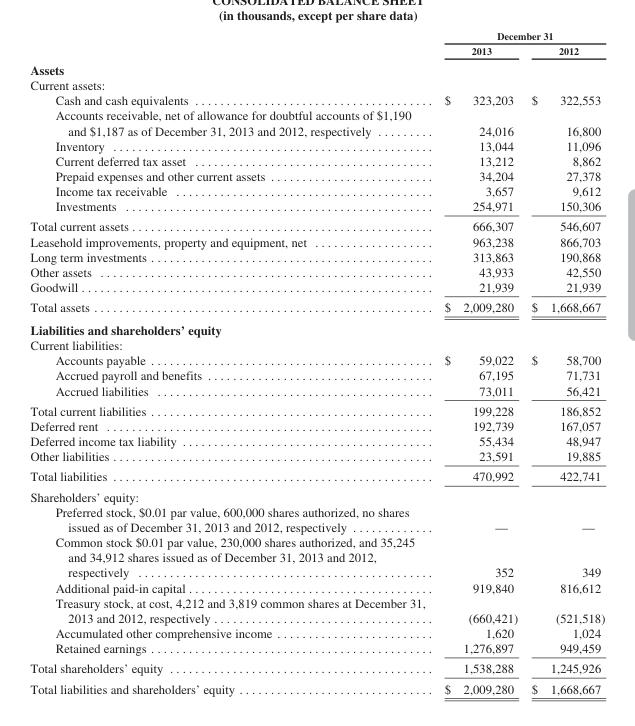 CONSOLIDATED BALANCE SHEET
(in thousands, except per share data)
December 31
2013 2012
Assets
Current assets:
Cash and cash equivalents $ 323,203 $ 322,553
Accounts receivable, net of allowance for doubtful accounts of $1,190
and $1,187 as of December 31, 2013 and 2012, respectively 24,016 16,800
Inventory 13,044 11,096
Current deferred tax asset 13,212 8,862
Prepaid expenses and other current assets 34,204 27,378
Income tax receivable 3,657 9,612
Investments 254,971 150,306
Total current assets 666,307 546,607
Leasehold improvements, property and equipment, net 963,238 866,703
Long term investments 313,863 190,868
Other assets 43,933 42,550
Goodwill 21,939 21,939
Total assets $ 2,009,280 $ 1,668,667
Liabilities and shareholders' equity
Current liabilities:
Accounts payable $ 59,022 $ 58,700
Accrued payroll and benefits 67,195 71,731
Accrued liabilities 73,011 56,421
Total current liabilities 199,228 186,852
Deferred rent 192,739 167,057
Deferred income tax liability 55,434 48,947
Other liabilities 23,591 19,885
Total liabilities 470,992 422,741
Shareholders' equity:
Preferred stock, $0.01 par value, 600,000 shares authorized, no shares
issued as of December 31, 2013 and 2012, respectively — —
Common stock $0.01 par value, 230,000 shares authorized, and 35,245
and 34,912 shares issued as of December 31, 2013 and 2012,
respectively 352 349
Additional paid-in capital 919,840 816,612
Treasury stock, at cost, 4,212 and 3,819 common shares at December 31,
2013 and 2012, respectively (660,421) (521,518)
Accumulated other comprehensive income 1,620 1,024
Retained earnings 1,276,897 949,459
Total shareholders' equity 1,538,288 1,245,926
Total liabilities and shareholders' equity $ 2,009,280 $ 1,668,667